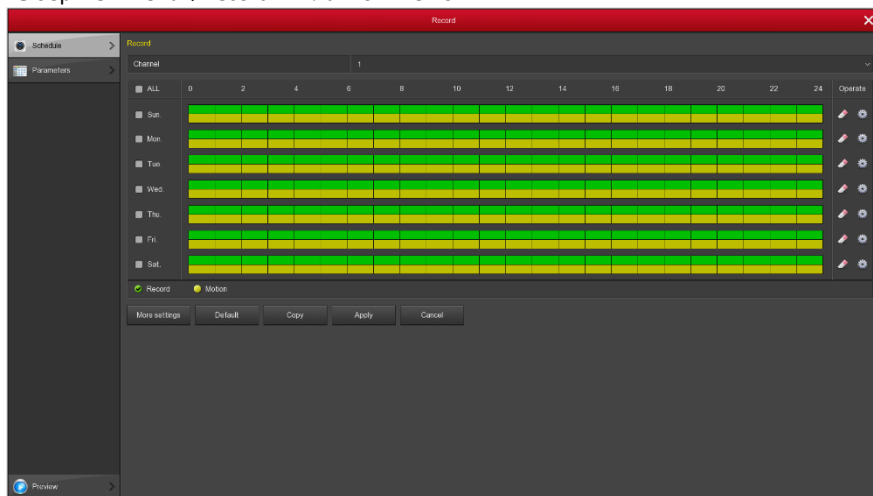 Record
Schedule
Parameters
Record
Channel 1
ALL 0 2 4 6 8 10 12 14 16 18 20 22 24 Operate
Sun.
Mon.
Tue.
Wed.
Thu.
Fri.
Sat.
Record Motion
More settings Default Copy Apply Cancel
Preview